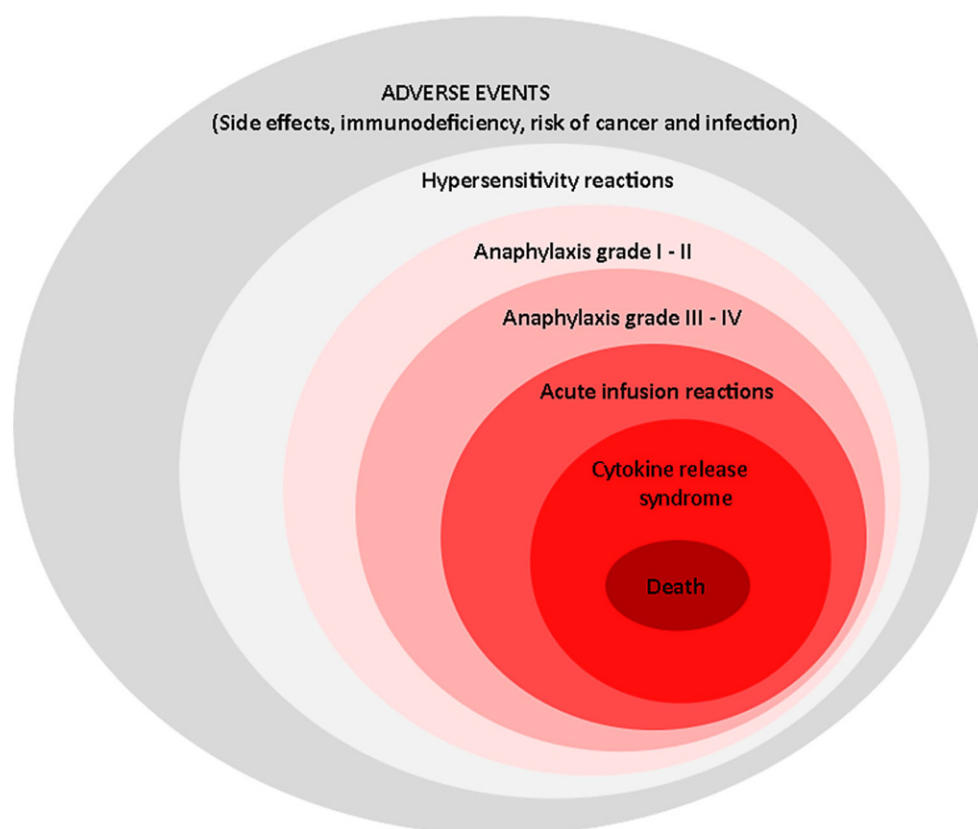 ADVERSE EVENTS
(Side effects, immunodeficiency, risk of cancer and infection)
Hypersensitivity reactions
Anaphylaxis grade I - II
Anaphylaxis grade III - IV
Acute infusion reactions
Cytokine release
syndrome
Death